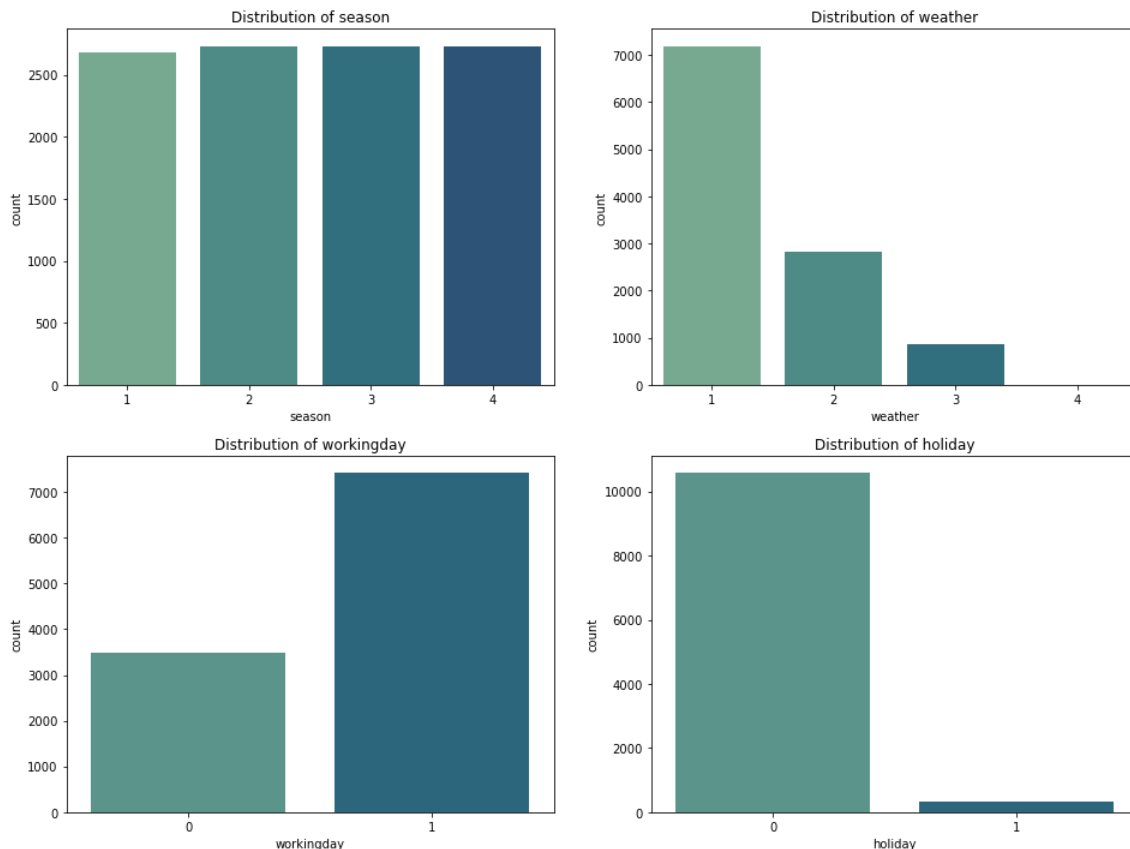 Distribution of season
count
2500
2000
1500
1000
500
0
1 2 3 4
season
Distribution of weather
count
7000
6000
5000
4000
3000
2000
1000
0
1 2 3 4
weather
Distribution of workingday
count
7000
6000
5000
4000
3000
2000
1000
0
0 1
workingday
Distribution of holiday
count
10000
8000
6000
4000
2000
0
0 1
holiday